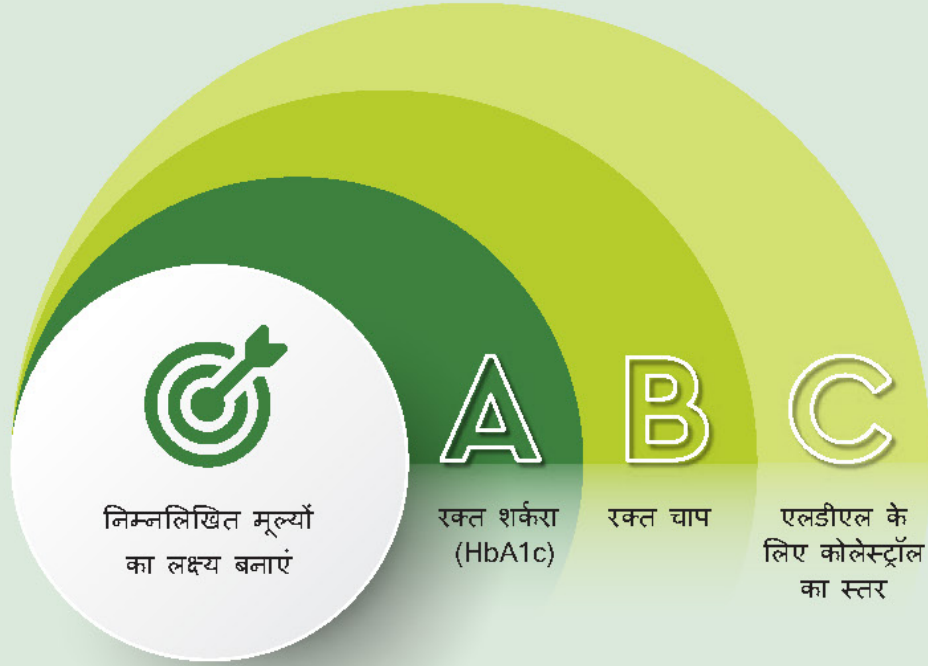 निम्नलिखित मूल्यों
का लक्ष्य बनाएं
A
रक्त शर्करा
(HbA1c)
B
रक्त चाप
C
एलडीएल के
लिए कोलेस्ट्रॉल
का स्तर